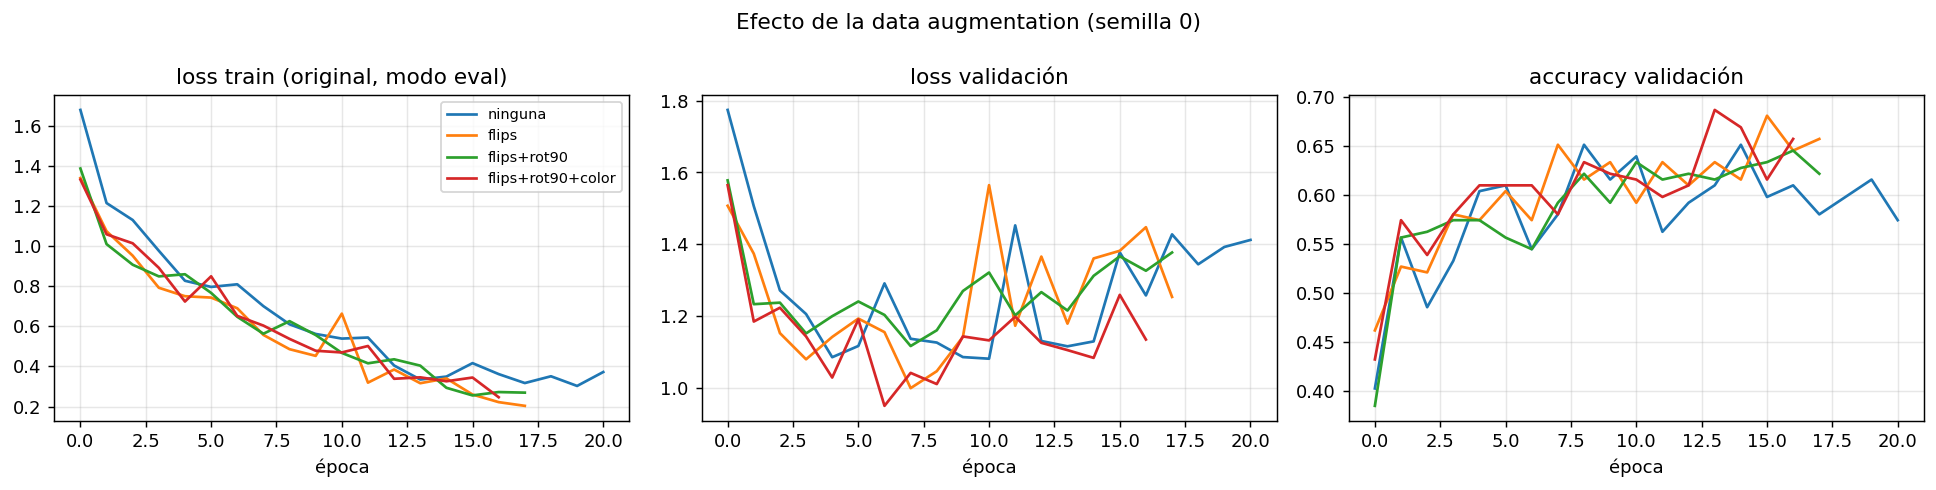 Efecto de la data augmentation (semilla 0)
loss train (original, modo eval)
1.6
1.4
1.2
1.0
0.8
0.6
0.4
0.2
ninguna
flips
flips+rot90
flips+rot90+color
0.0 2.5 5.0 7.5 10.0 12.5 15.0 17.5 20.0
época
loss validación
1.8
1.6
1.4
1.2
1.0
0.0 2.5 5.0 7.5 10.0 12.5 15.0 17.5 20.0
época
accuracy validación
0.70
0.65
0.60
0.55
0.50
0.45
0.40
0.0 2.5 5.0 7.5 10.0 12.5 15.0 17.5 20.0
época